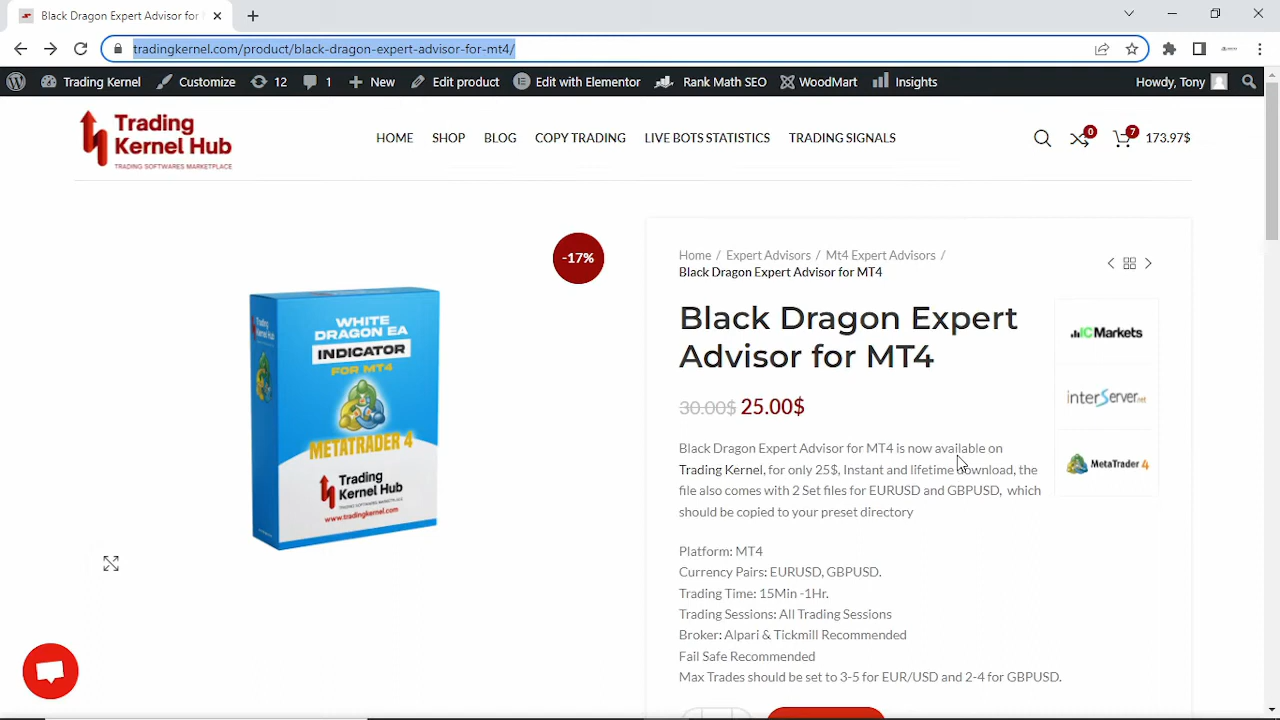 Black Dragon Expert Advisor for
tradingkernel.com/product/black-dragon-expert-advisor-for-mt4/
Trading Kernel
Customize
12
1
New
Edit product
Edit with Elementor
Rank Math SEO
WoodMart
Insights
Howdy, Tony
Trading
Kernel Hub
TRADING SOFTWARES MARKETPLACE
HOME
SHOP
BLOG
COPY TRADING
LIVE BOTS STATISTICS
TRADING SIGNALS
0
7
173.97$
-17%
WHITE
DRAGON EA
INDICATOR
FOR MT4
METATRADER 4
Trading
Kernel Hub
www.tradingkernel.com
Home / Expert Advisors / Mt4 Expert Advisors /
Black Dragon Expert Advisor for MT4
Black Dragon Expert
Advisor for MT4
IC Markets
interServer.net
MetaTrader 4
30.00$ 25.00$
Black Dragon Expert Advisor for MT4 is now available on
Trading Kernel, for only 25$, Instant and lifetime download, the
file also comes with 2 Set files for EURUSD and GBPUSD, which
should be copied to your preset directory
Platform: MT4
Currency Pairs: EURUSD, GBPUSD.
Trading Time: 15Min -1Hr.
Trading Sessions: All Trading Sessions
Broker: Alpari & Tickmill Recommended
Fail Safe Recommended
Max Trades should be set to 3-5 for EUR/USD and 2-4 for GBPUSD.